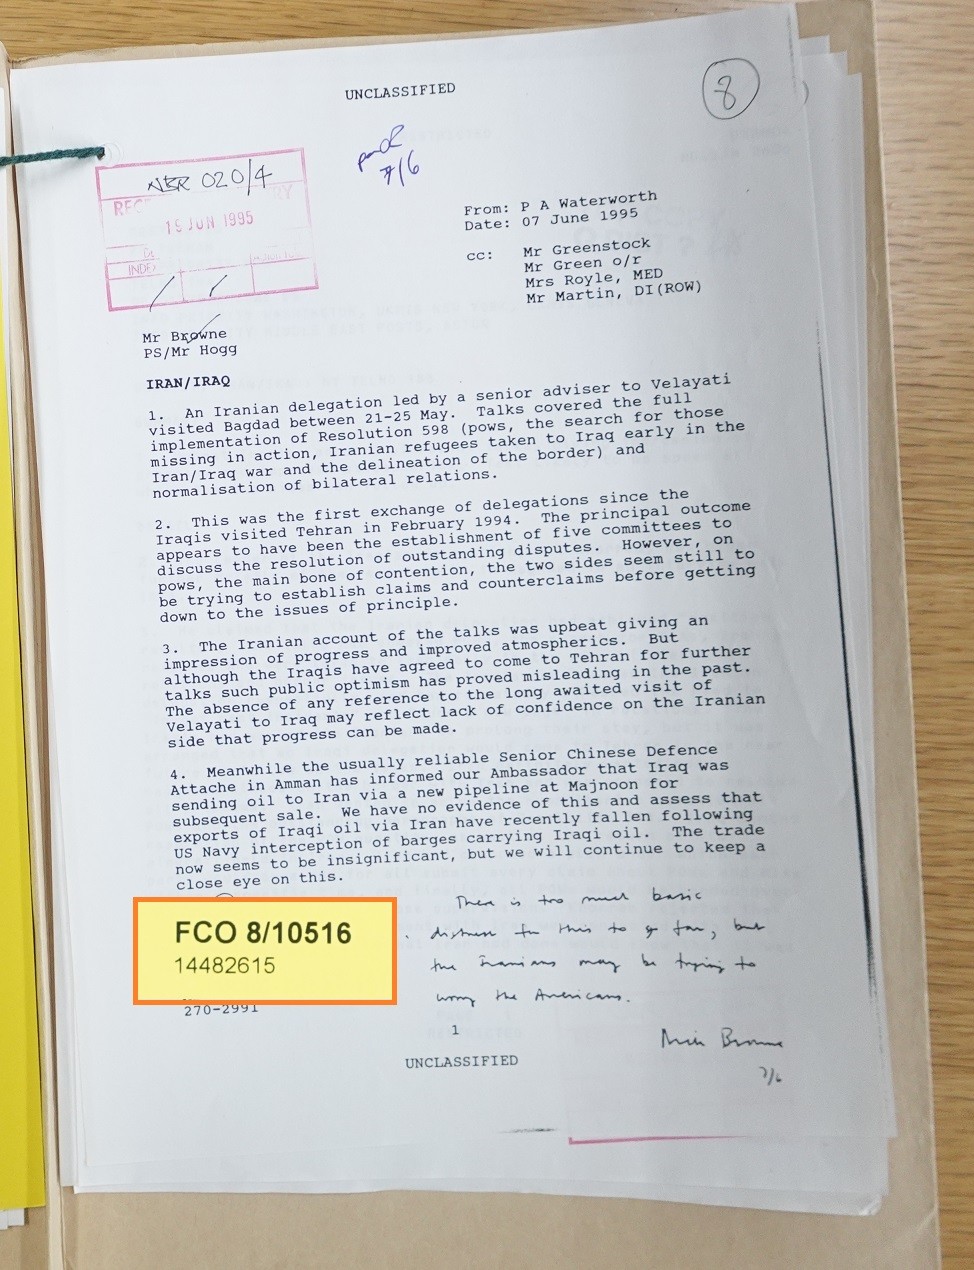 UNCLASSIFIED
8
7/6
NBR 020/4
19 JUN 1995
INDEX
From: P A Waterworth
Date: 07 June 1995
cc: Mr Greenstock
Mr Green o/r
Mrs Royle, MED
Mr Martin, DI(ROW)
Mr Browne
PS/Mr Hogg
IRAN/IRAQ
1. An Iranian delegation led by a senior adviser to Velayati
visited Bagdad between 21-25 May. Talks covered the full
implementation of Resolution 598 (pows, the search for those
missing in action, Iranian refugees taken to Iraq early in the
Iran/Iraq war and the delineation of the border) and
normalisation of bilateral relations.
2. This was the first exchange of delegations since the
Iraqis visited Tehran in February 1994. The principal outcome
appears to have been the establishment of five committees to
discuss the resolution of outstanding disputes. However, on
pows, the main bone of contention, the two sides seem still to
be trying to establish claims and counterclaims before getting
down to the issues of principle.
3. The Iranian account of the talks was upbeat giving an
impression of progress and improved atmospherics. But
although the Iraqis have agreed to come to Tehran for further
talks such public optimism has proved misleading in the past.
The absence of any reference to the long awaited visit of
Velayati to Iraq may reflect lack of confidence on the Iranian
side that progress can be made.
4. Meanwhile the usually reliable Senior Chinese Defence
Attache in Amman has informed our Ambassador that Iraq was
sending oil to Iran via a new pipeline at Majnoon for
subsequent sale. We have no evidence of this and assess that
exports of Iraqi oil via Iran have recently fallen following
US Navy interception of barges carrying Iraqi oil. The trade
now seems to be insignificant, but we will continue to keep a
close eye on this.
There is too much basic
distrust for this to go far, but
the Iranians may be trying to
worry the Americans.
FCO 8/10516
14482615
270-2991
1
Nick Browne
7/6
UNCLASSIFIED